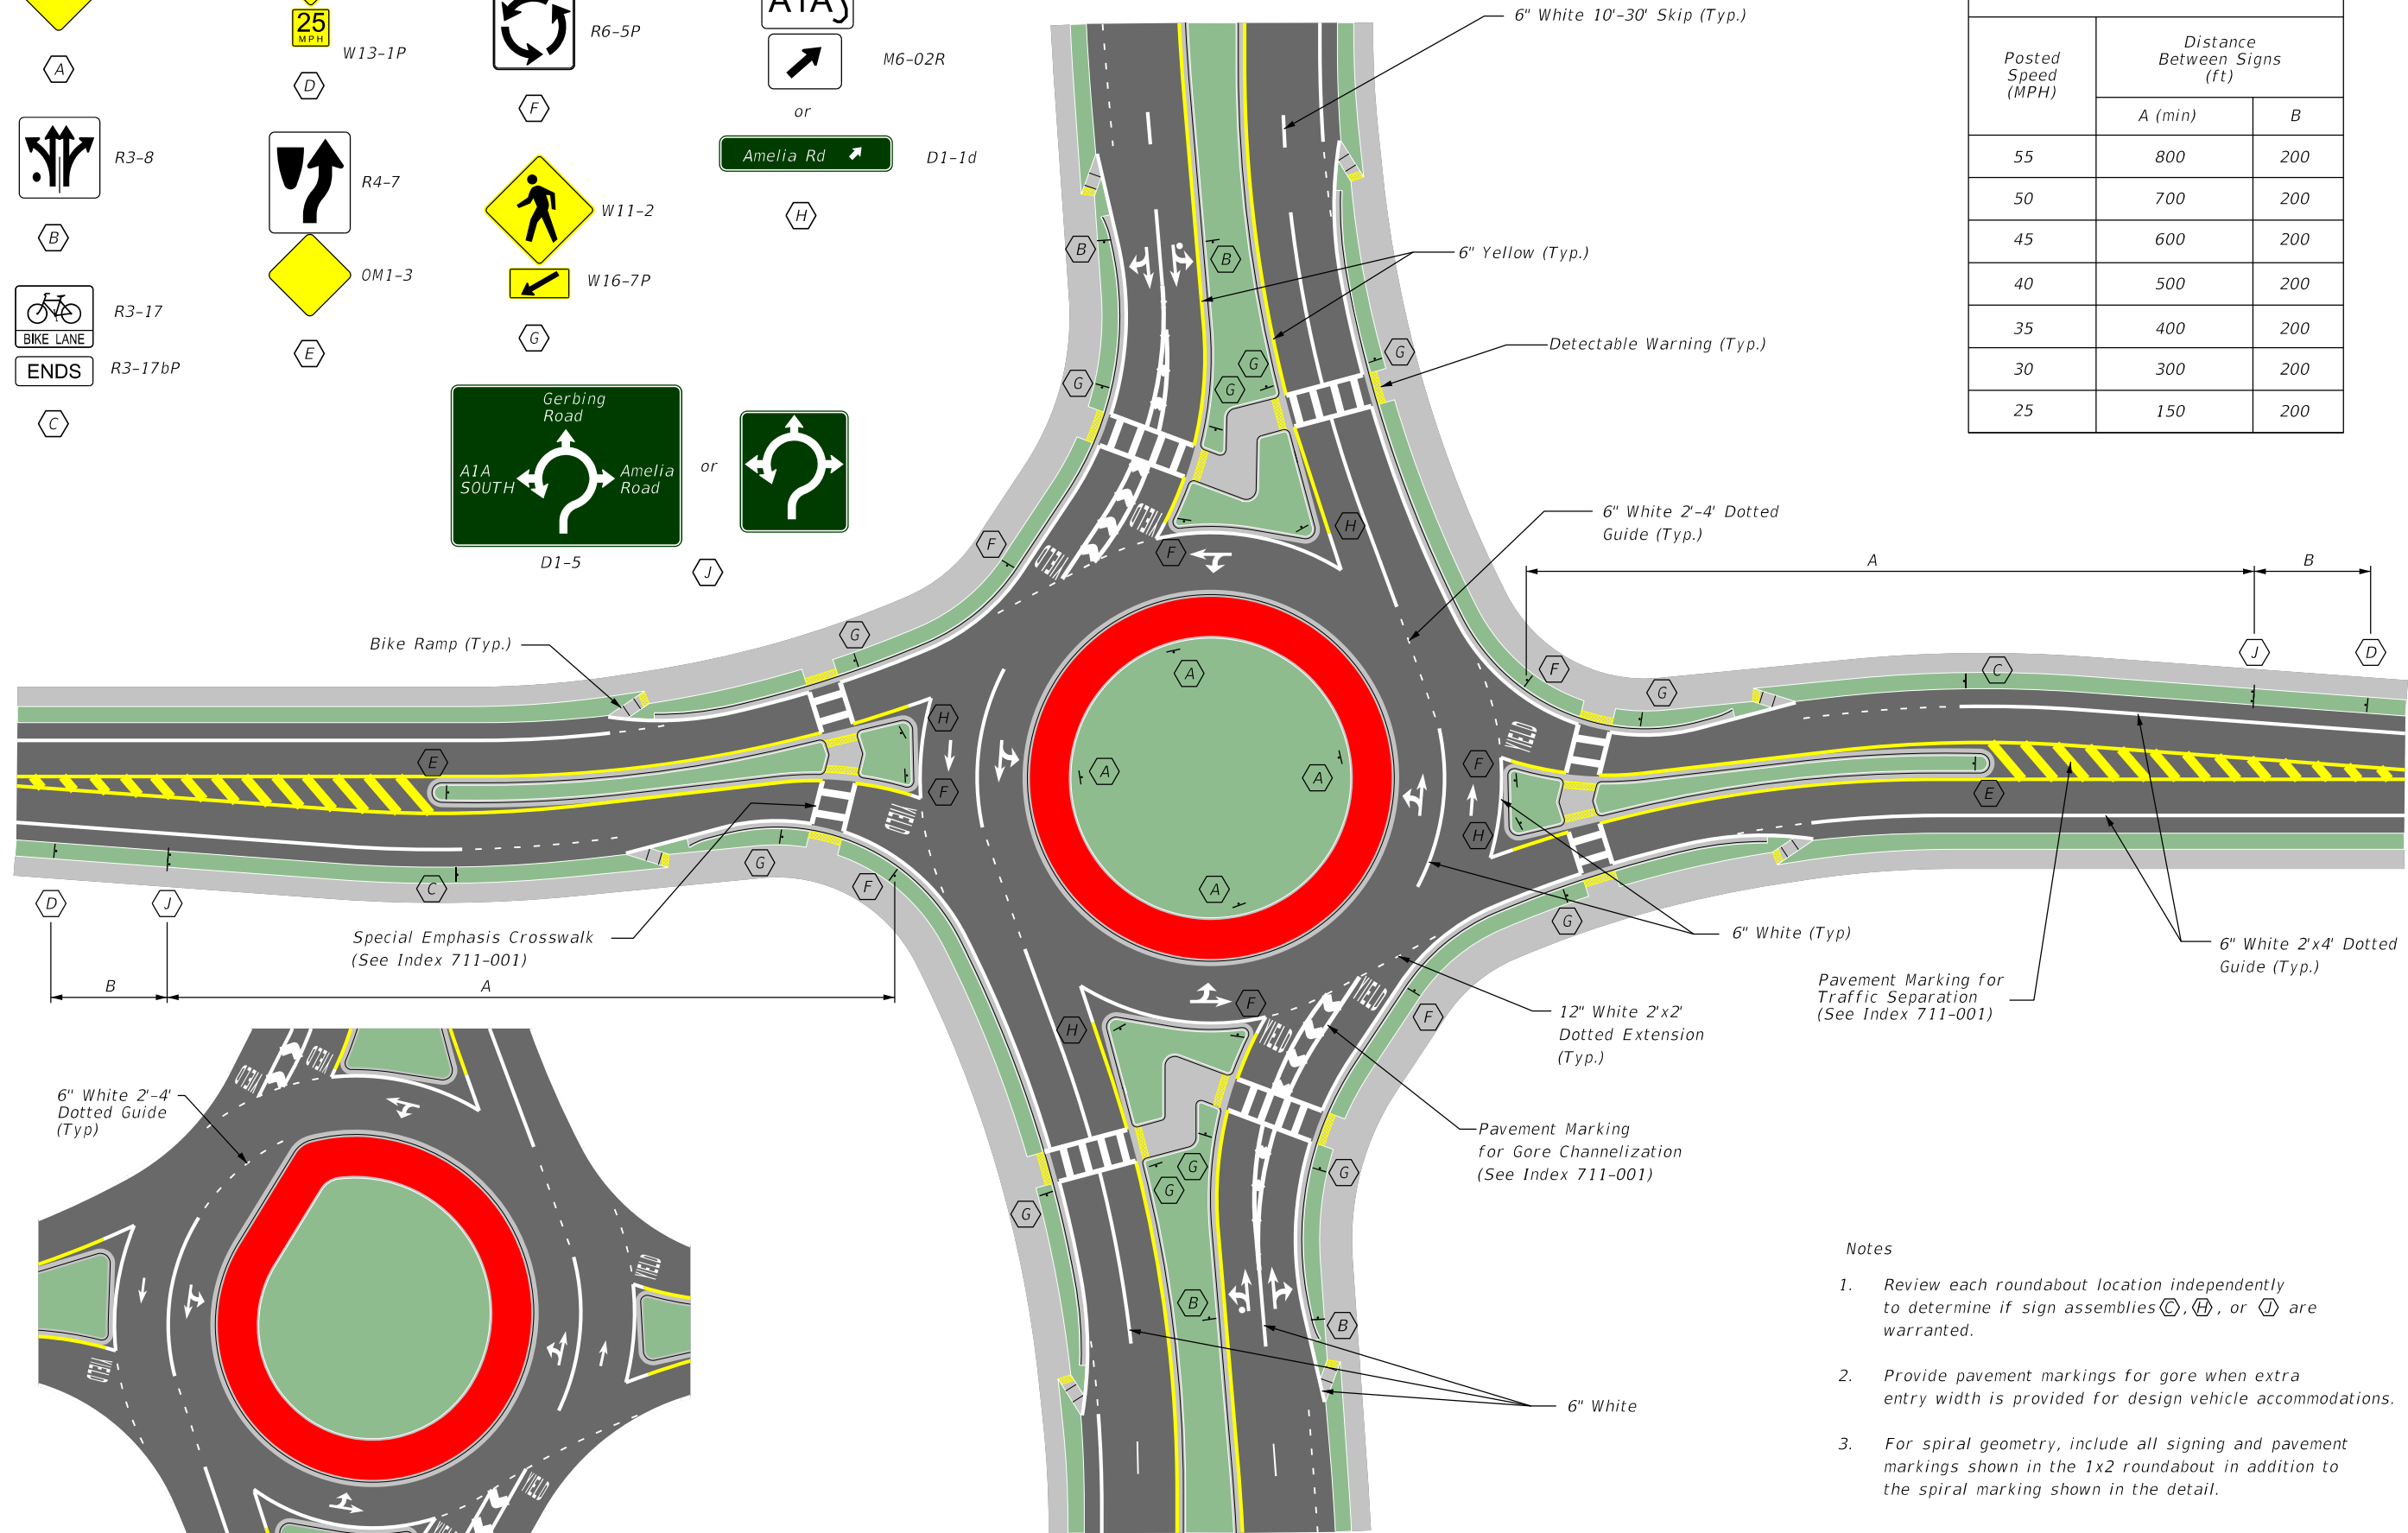 A
25
MPH
W13-1P
D
R6-5P
F
A1A
M6-02R
or
Amelia Rd
D1-1d
H
R3-8
B
R4-7
OM1-3
E
W11-2
W16-7P
G
BIKE LANE
R3-17
ENDS
R3-17bP
C
Gerbing
Road
A1A
SOUTH
Amelia
Road
or
D1-5
J
6" White 10'-30' Skip (Typ.)
6" Yellow (Typ.)
Detectable Warning (Typ.)
6" White 2'-4' Dotted
Guide (Typ.)
Posted
Speed
(MPH)
Distance
Between Signs
(ft)
A (min)
B
55 800 200
50 700 200
45 600 200
40 500 200
35 400 200
30 300 200
25 150 200
B
B
G
G
G
G
F
YIELD
YIELD
F
H
A
B
J
D
Bike Ramp (Typ.)
G
F
G
C
E
H
F
YIELD
A
A
A
A
F
H
YIELD
E
C
G
F
D
J
B
A
Special Emphasis Crosswalk
(See Index 711-001)
G
6" White (Typ)
6" White 2'x4' Dotted
Guide (Typ.)
Pavement Marking for
Traffic Separation
(See Index 711-001)
H
F
YIELD
YIELD
F
12" White 2'x2'
Dotted Extension
(Typ.)
Pavement Marking
for Gore Channelization
(See Index 711-001)
G
G
G
G
B
B
6" White
6" White 2'-4'
Dotted Guide
(Typ)
YIELD
YIELD
YIELD
YIELD
YIELD
YIELD
Notes
1. Review each roundabout location independently
to determine if sign assemblies C, H, or J are
warranted.
2. Provide pavement markings for gore when extra
entry width is provided for design vehicle accommodations.
3. For spiral geometry, include all signing and pavement
markings shown in the 1x2 roundabout in addition to
the spiral marking shown in the detail.